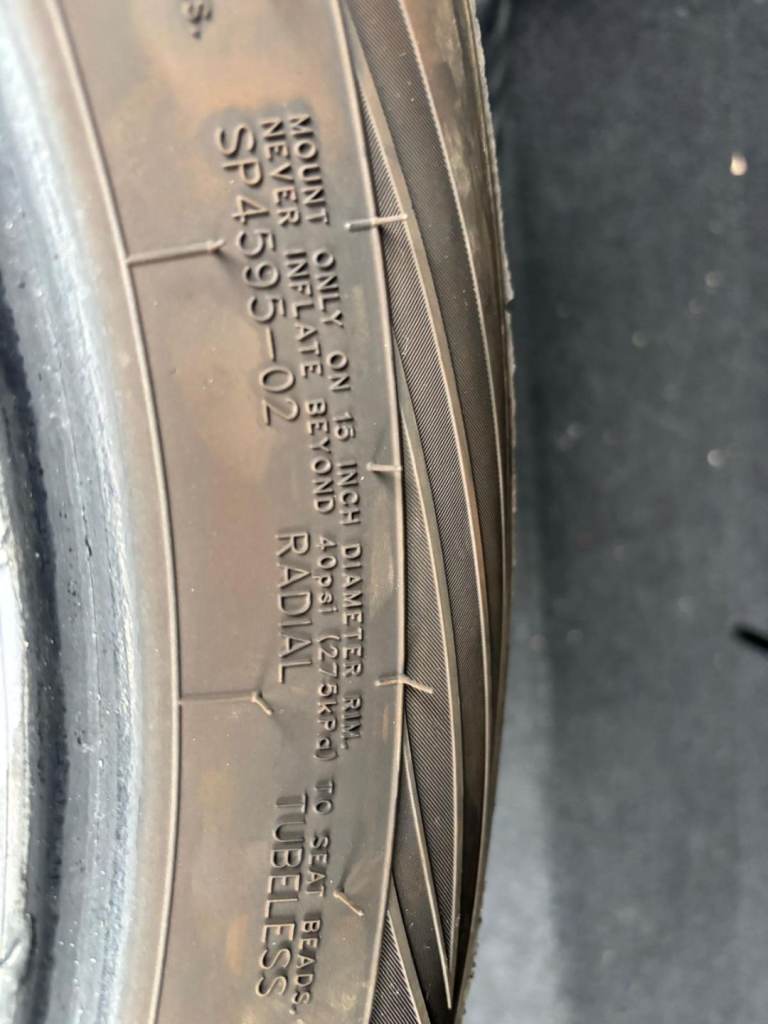 s.
MOUNT ONLY ON 15 INCH DIAMETER RIM.
NEVER INFLATE BEYOND 40psi (275kPa) TO SEAT BEADS.
SP4595-02 RADIAL TUBELESS